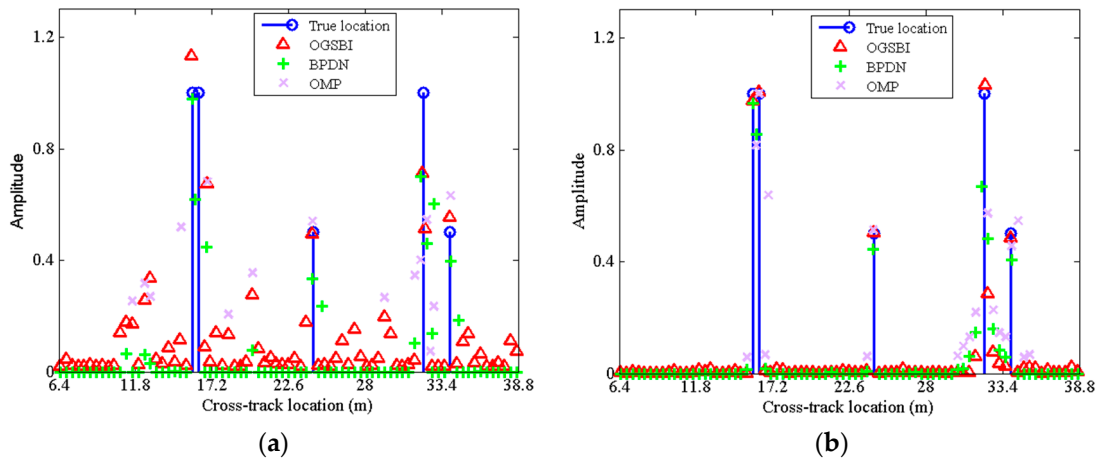 True location
OGSBI
BPDN
OMP
1.2
0.8
0.4
0
Amplitude
6.4 11.8 17.2 22.6 28 33.4 38.8
Cross-track location (m)
(a)
True location
OGSBI
BPDN
OMP
1.2
0.8
0.4
0
Amplitude
6.4 11.8 17.2 22.6 28 33.4 38.8
Cross-track location (m)
(b)